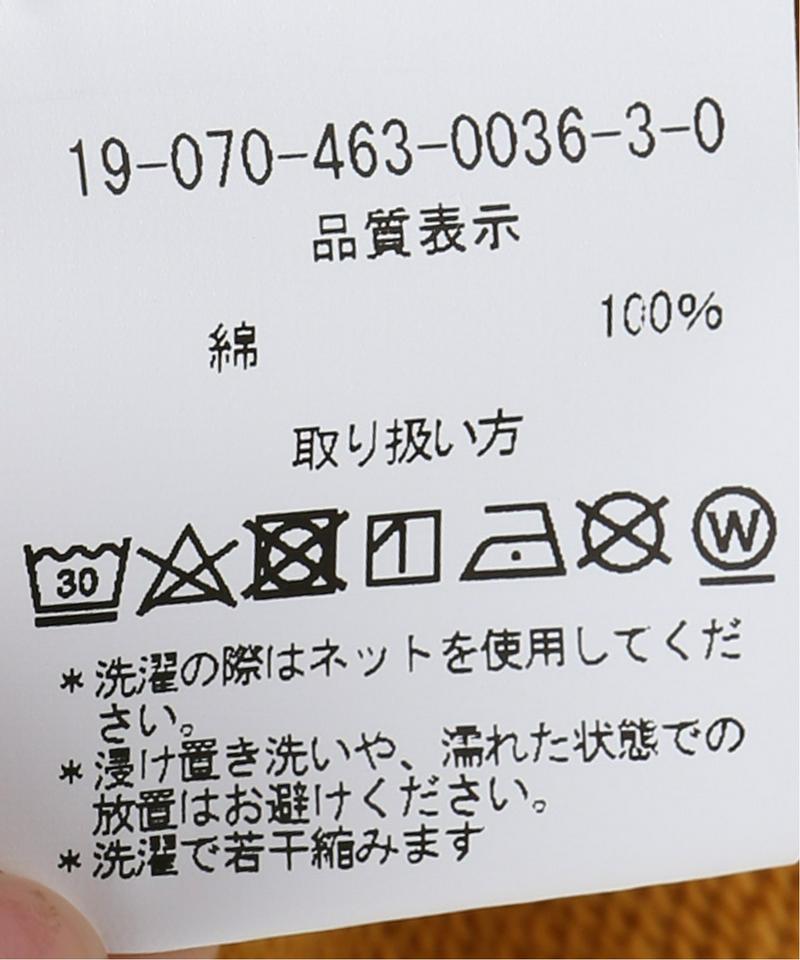 19-070-463-0036-3-0
品質表示
綿 100%
取り扱い方
30 W
*洗濯の際はネットを使用してくだ
さい。
*浸け置き洗いや、濡れた状態での
放置はお避けください。
*洗濯で若干縮みます